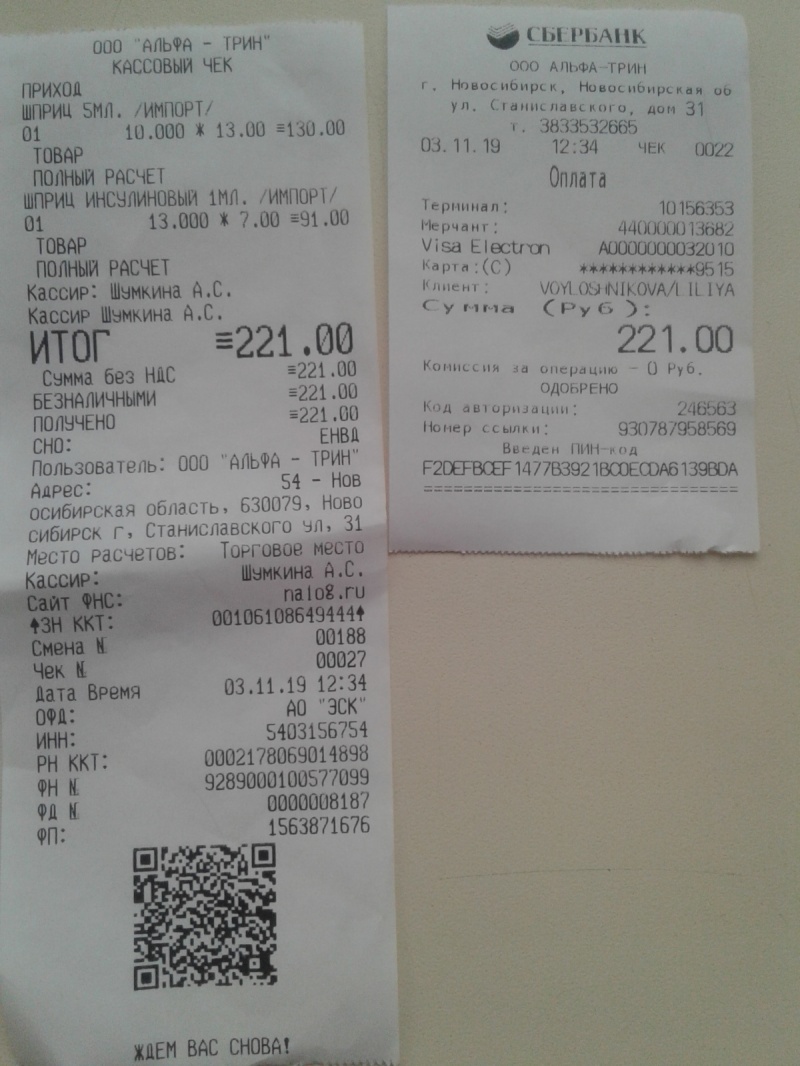 ООО "АЛЬФА - ТРИН"
КАССОВЫЙ ЧЕК
ПРИХОД
ШПРИЦ 5МЛ. /ИМПОРТ/
01 10.000 * 13.00 ≡130.00
ТОВАР
ПОЛНЫЙ РАСЧЕТ
ШПРИЦ ИНСУЛИНОВЫЙ 1МЛ. /ИМПОРТ/
01 13.000 * 7.00 ≡91.00
ТОВАР
ПОЛНЫЙ РАСЧЕТ
Кассир: Шумкина А.С.
Кассир Шумкина А.С.
ИТОГ ≡221.00
Сумма без НДС ≡221.00
БЕЗНАЛИЧНЫМИ ≡221.00
ПОЛУЧЕНО ≡221.00
СНО: ЕНВД
Пользователь: ООО "АЛЬФА - ТРИН"
Адрес: 54 - Нов
осибирская область, 630079, Ново
сибирск г, Станиславского ул, 31
Место расчетов: Торговое место
Кассир: Шумкина А.С.
Сайт ФНС: nalog.ru
↑ЗН ККТ: 00106108649444↑
Смена № 00188
Чек № 00027
Дата Время 03.11.19 12:34
ОФД: АО "ЭСК"
ИНН: 5403156754
РН ККТ: 0002178069014898
ФН № 9289000100577099
ФД № 0000008187
ФП: 1563871676
ЖДЕМ ВАС СНОВА!
СБЕРБАНК
ООО АЛЬФА-ТРИН
г. Новосибирск, Новосибирская об
ул. Станиславского, дом 31
т. 3833532665
03.11.19 12:34 ЧЕК 0022
Оплата
Терминал: 10156353
Мерчант: 440000013682
Visa Electron A0000000032010
Карта:(C) ************9515
Клиент: VOYLOSHNIKOVA/LILIYA
Сумма (Руб):
221.00
Комиссия за операцию - 0 Руб.
ОДОБРЕНО
Код авторизации: 246563
Номер ссылки: 930787958569
Введен ПИН-код
F2DEFBCEF1477B3921BC0ECDA6139BDA
================================